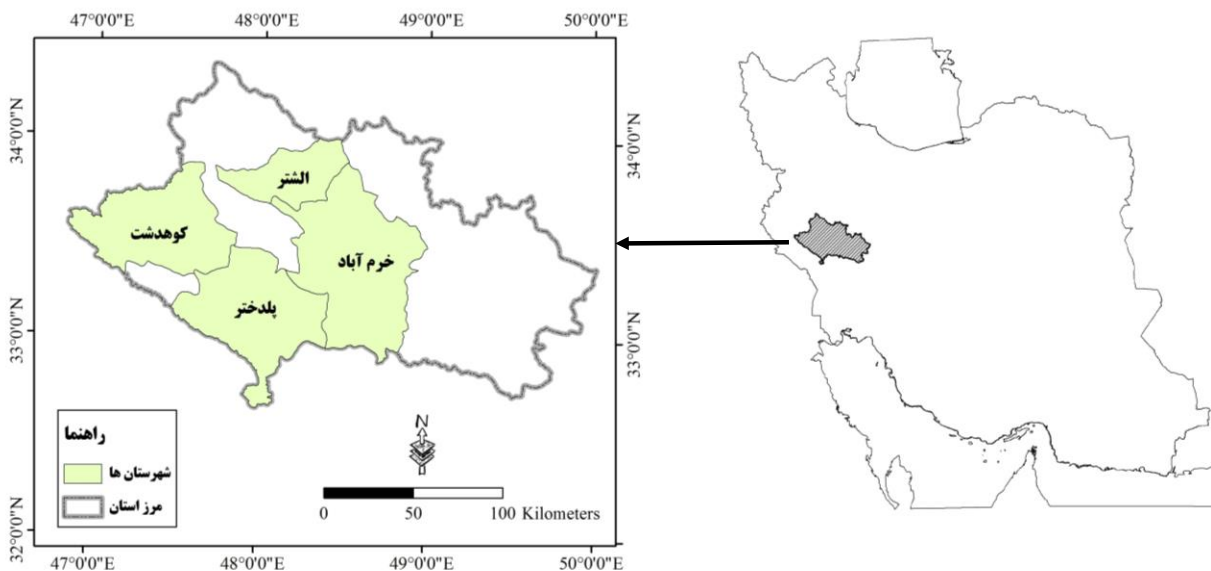 47°0'0"E 48°0'0"E 49°0'0"E 50°0'0"E
34°0'0"N
33°0'0"N
32°0'0"N
34°0'0"N
33°0'0"N
الشتر
کوهدشت
خرم آباد
پلدختر
راهنما
شهرستان ها
مرز استان
N
0 50 100 Kilometers
47°0'0"E 48°0'0"E 49°0'0"E 50°0'0"E